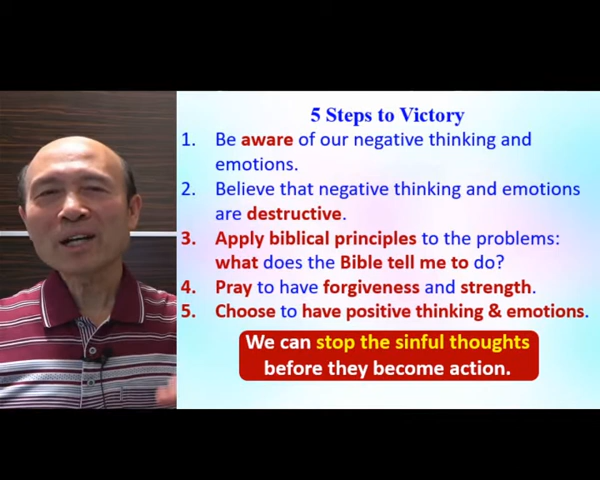 5 Steps to Victory
1. Be aware of our negative thinking and
emotions.
2. Believe that negative thinking and emotions
are destructive.
3. Apply biblical principles to the problems:
what does the Bible tell me to do?
4. Pray to have forgiveness and strength.
5. Choose to have positive thinking & emotions.
We can stop the sinful thoughts
before they become action.